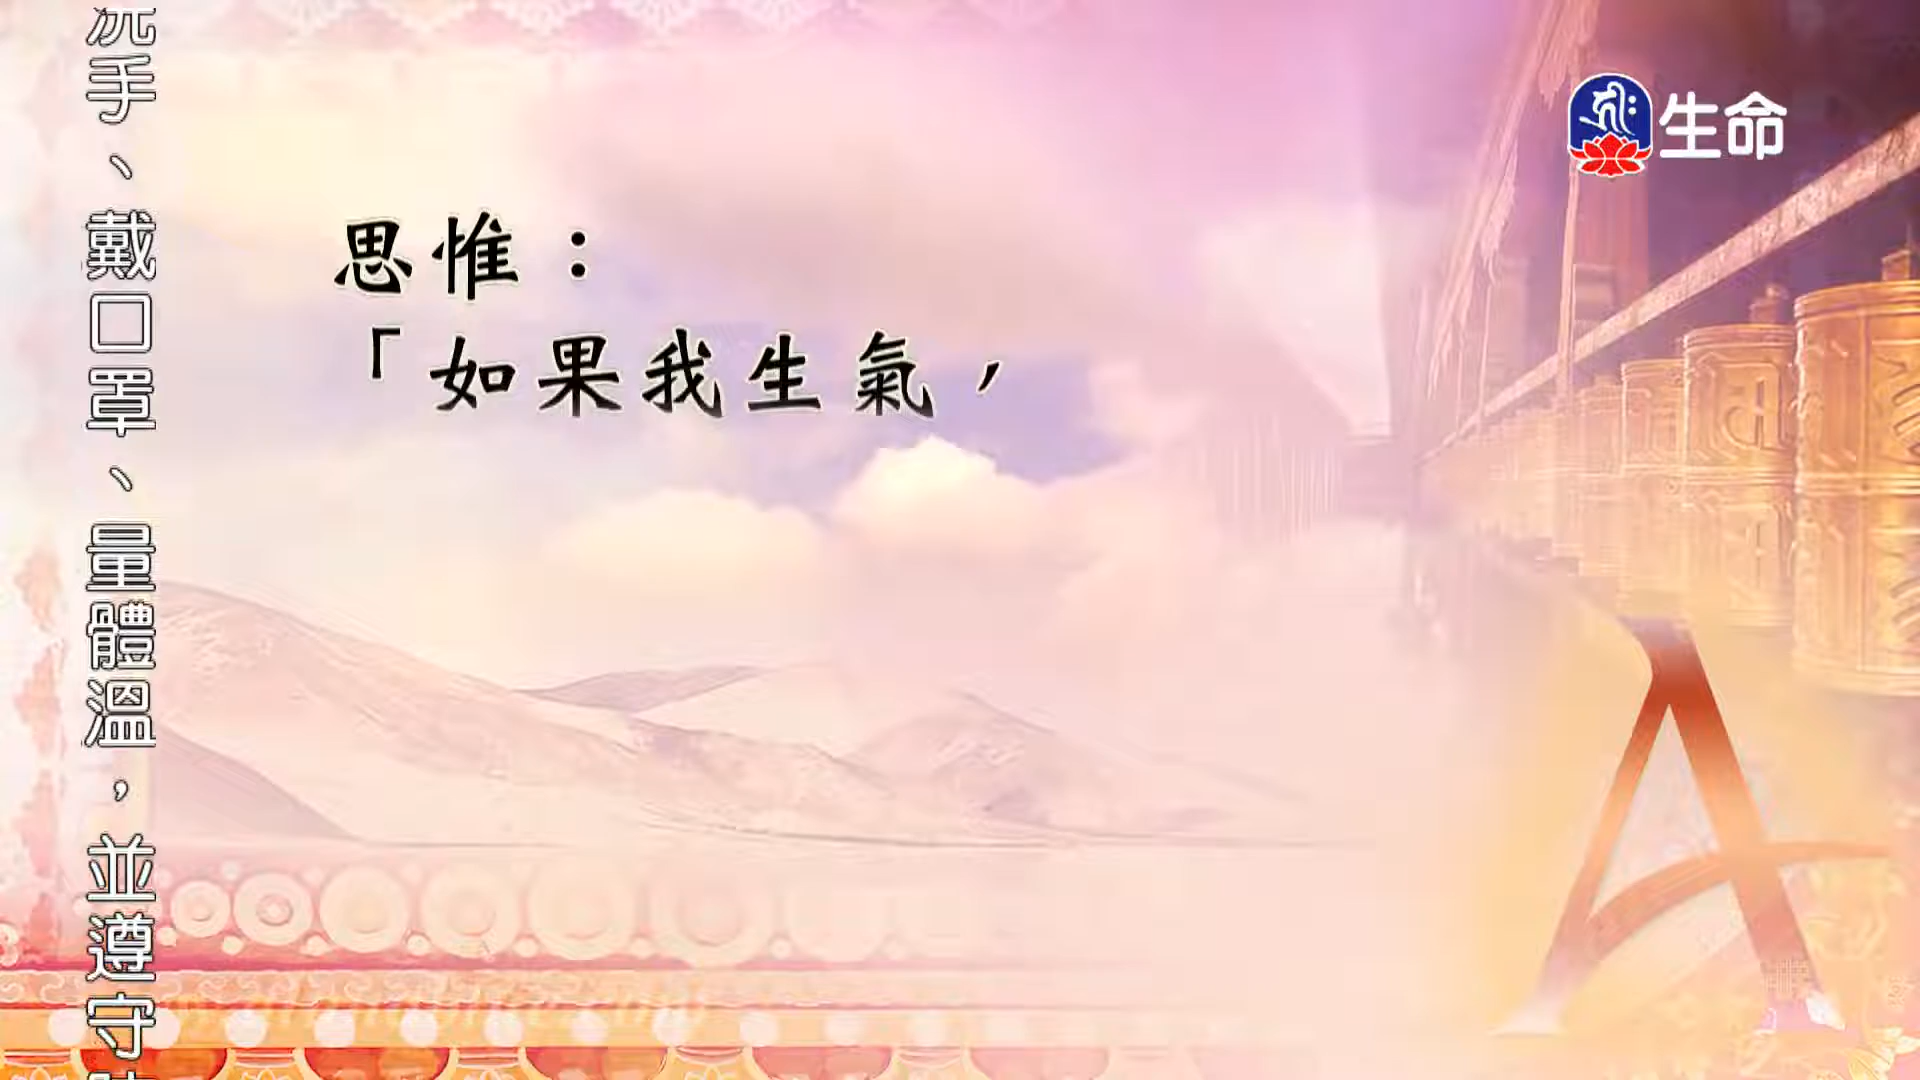 思惟：
「如果我生氣，
生命
手、戴口罩、量體溫，並遵守